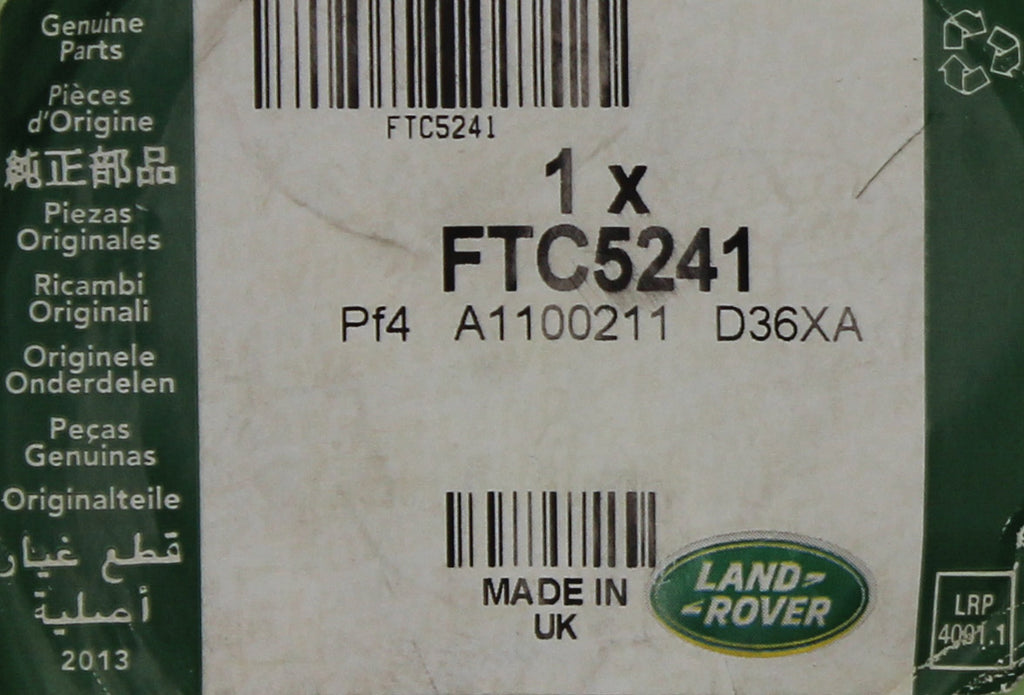 Genuine
Parts
Pièces
d'Origine
純正部品
Piezas
Originales
Ricambi
Originali
Originele
Onderdelen
Peças
Genuinas
Originalteile
قطع غيار
أصلية
2013
FTC5241
1 x
FTC5241
Pf4 A1100211 D36XA
MADE IN
UK
LAND-
-ROVER
LRP
4091.1